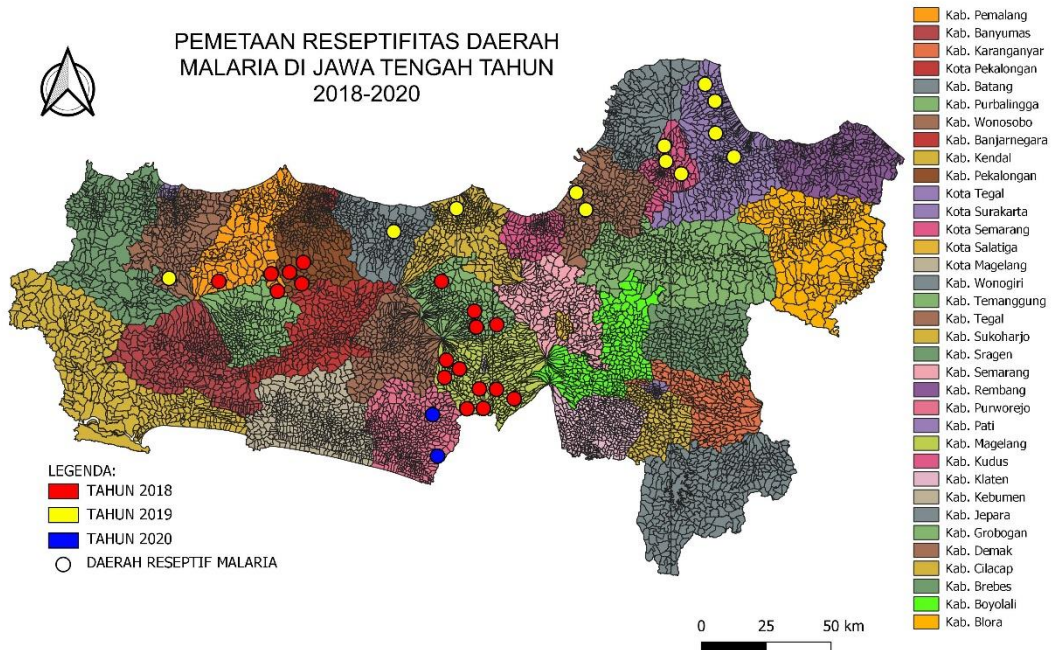 PEMETAAN RESEPTIFITAS DAERAH
MALARIA DI JAWA TENGAH TAHUN
2018-2020
LEGENDA:
TAHUN 2018
TAHUN 2019
TAHUN 2020
DAERAH RESEPTIF MALARIA
0 25 50 km
Kab. Pemalang
Kab. Banyumas
Kab. Karanganyar
Kota Pekalongan
Kab. Batang
Kab. Purbalingga
Kab. Wonosobo
Kab. Banjarnegara
Kab. Kendal
Kab. Pekalongan
Kota Tegal
Kota Surakarta
Kota Semarang
Kota Salatiga
Kota Magelang
Kab. Wonogiri
Kab. Temanggung
Kab. Tegal
Kab. Sukoharjo
Kab. Sragen
Kab. Semarang
Kab. Rembang
Kab. Purworejo
Kab. Pati
Kab. Magelang
Kab. Kudus
Kab. Klaten
Kab. Kebumen
Kab. Jepara
Kab. Grobogan
Kab. Demak
Kab. Cilacap
Kab. Brebes
Kab. Boyolali
Kab. Blora